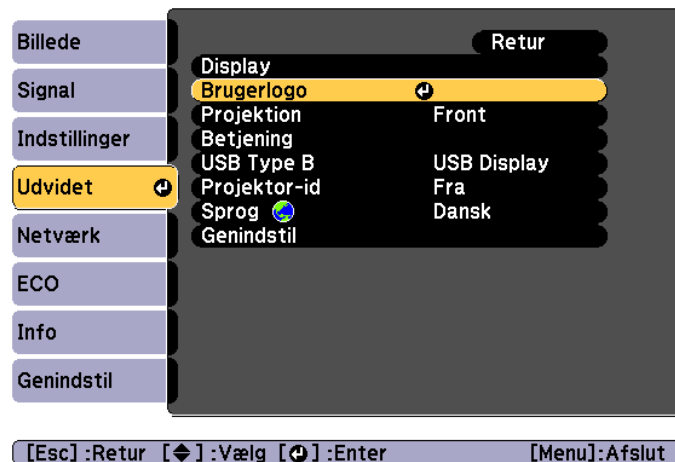 Billede
Signal
Indstillinger
Udvidet
Netværk
ECO
Info
Genindstil
Retur
Display
Brugerlogo
Projektion Front
Betjening
USB Type B USB Display
Projektor-id Fra
Sprog Dansk
Genindstil
[Esc] :Retur [◆] :Vælg [⏎] :Enter [Menu]:Afslut